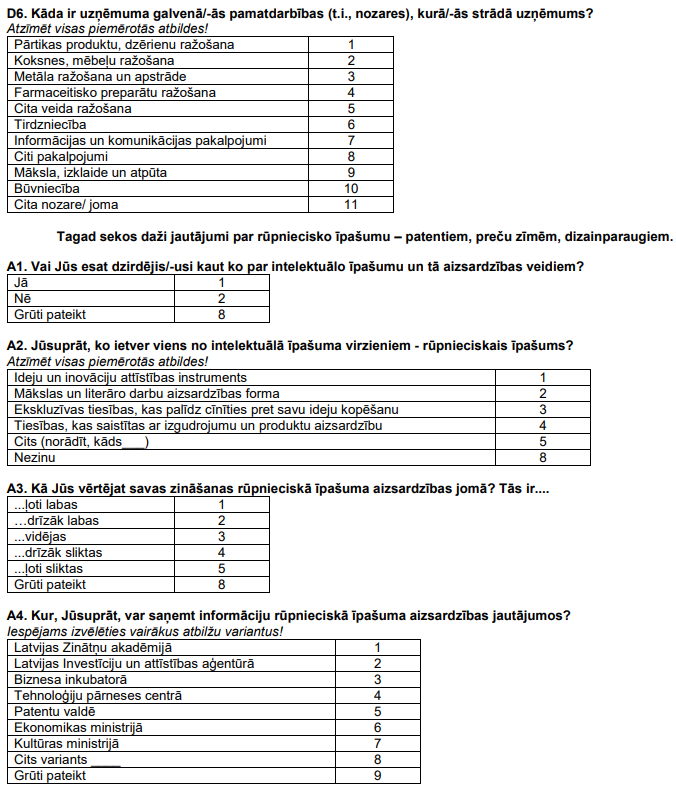 D6. Kāda ir uzņēmuma galvenā/-ās pamatdarbības (t.i., nozares), kurā/-ās strādā uzņēmums?
Atzīmēt visas piemērotās atbildes!
Pārtikas produktu, dzērienu ražošana 1
Koksnes, mēbeļu ražošana 2
Metāla ražošana un apstrāde 3
Farmaceitisko preparātu ražošana 4
Cita veida ražošana 5
Tirdzniecība 6
Informācijas un komunikācijas pakalpojumi 7
Citi pakalpojumi 8
Māksla, izklaide un atpūta 9
Būvniecība 10
Cita nozare/ joma 11
Tagad sekos daži jautājumi par rūpniecisko īpašumu – patentiem, preču zīmēm, dizainparaugiem.
A1. Vai Jūs esat dzirdējis/-usi kaut ko par intelektuālo īpašumu un tā aizsardzības veidiem?
Jā 1
Nē 2
Grūti pateikt 8
A2. Jūsuprāt, ko ietver viens no intelektuālā īpašuma virzieniem - rūpnieciskais īpašums?
Atzīmēt visas piemērotās atbildes!
Ideju un inovāciju attīstības instruments 1
Mākslas un literāro darbu aizsardzības forma 2
Ekskluzīvas tiesības, kas palīdz cīnīties pret savu ideju kopēšanu 3
Tiesības, kas saistītas ar izgudrojumu un produktu aizsardzību 4
Cits (norādīt, kāds___) 5
Nezinu 8
A3. Kā Jūs vērtējat savas zināšanas rūpnieciskā īpašuma aizsardzības jomā? Tās ir....
...ļoti labas 1
…drīzāk labas 2
...vidējas 3
...drīzāk sliktas 4
...ļoti sliktas 5
Grūti pateikt 8
A4. Kur, Jūsuprāt, var saņemt informāciju rūpnieciskā īpašuma aizsardzības jautājumos?
Iespējams izvēlēties vairākus atbilžu variantus!
Latvijas Zinātņu akadēmijā 1
Latvijas Investīciju un attīstības aģentūrā 2
Biznesa inkubatorā 3
Tehnoloģiju pārneses centrā 4
Patentu valdē 5
Ekonomikas ministrijā 6
Kultūras ministrijā 7
Cits variants ____ 8
Grūti pateikt 9